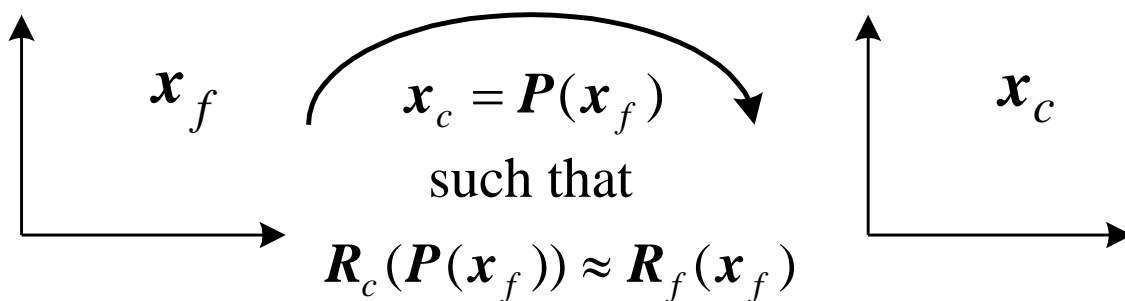 x_f
x_c = P(x_f)
x_c
such that
R_c(P(x_f)) ≈ R_f(x_f)